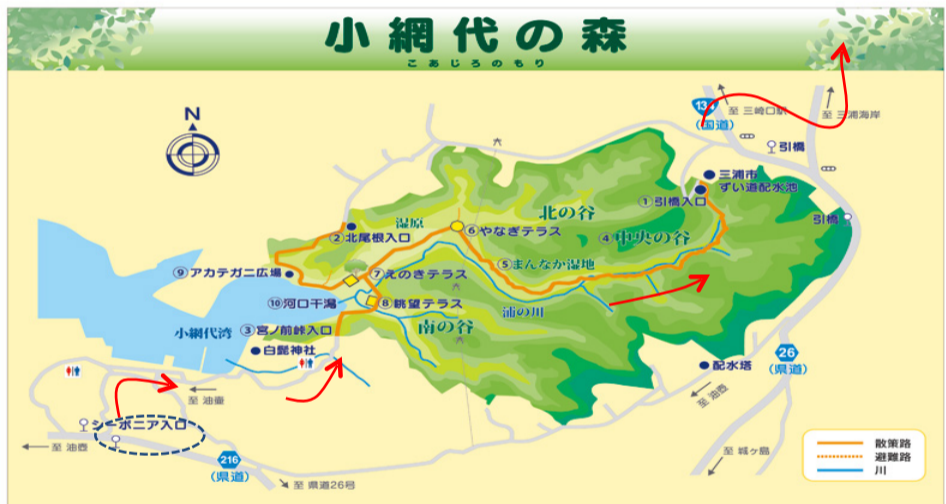 小網代の森
こあじろのもり
N
134
(国道)
至 三崎口駅
至 三浦海岸
引橋
三浦市
ずい道配水池
①引橋入口
引橋
北の谷
湿原
②北尾根入口
⑥やなぎテラス
④中央の谷
⑤まんなか湿地
⑨アカテガニ広場
⑦えのきテラス
⑩河口干潟
⑧眺望テラス
浦の川
小網代湾
③宮ノ前峠入口
南の谷
白髭神社
配水塔
26
(県道)
至 油壺
至 油壺
シーボニア入口
至 油壺
216
(県道)
至 県道26号
至 城ヶ島
散策路
避難路
川